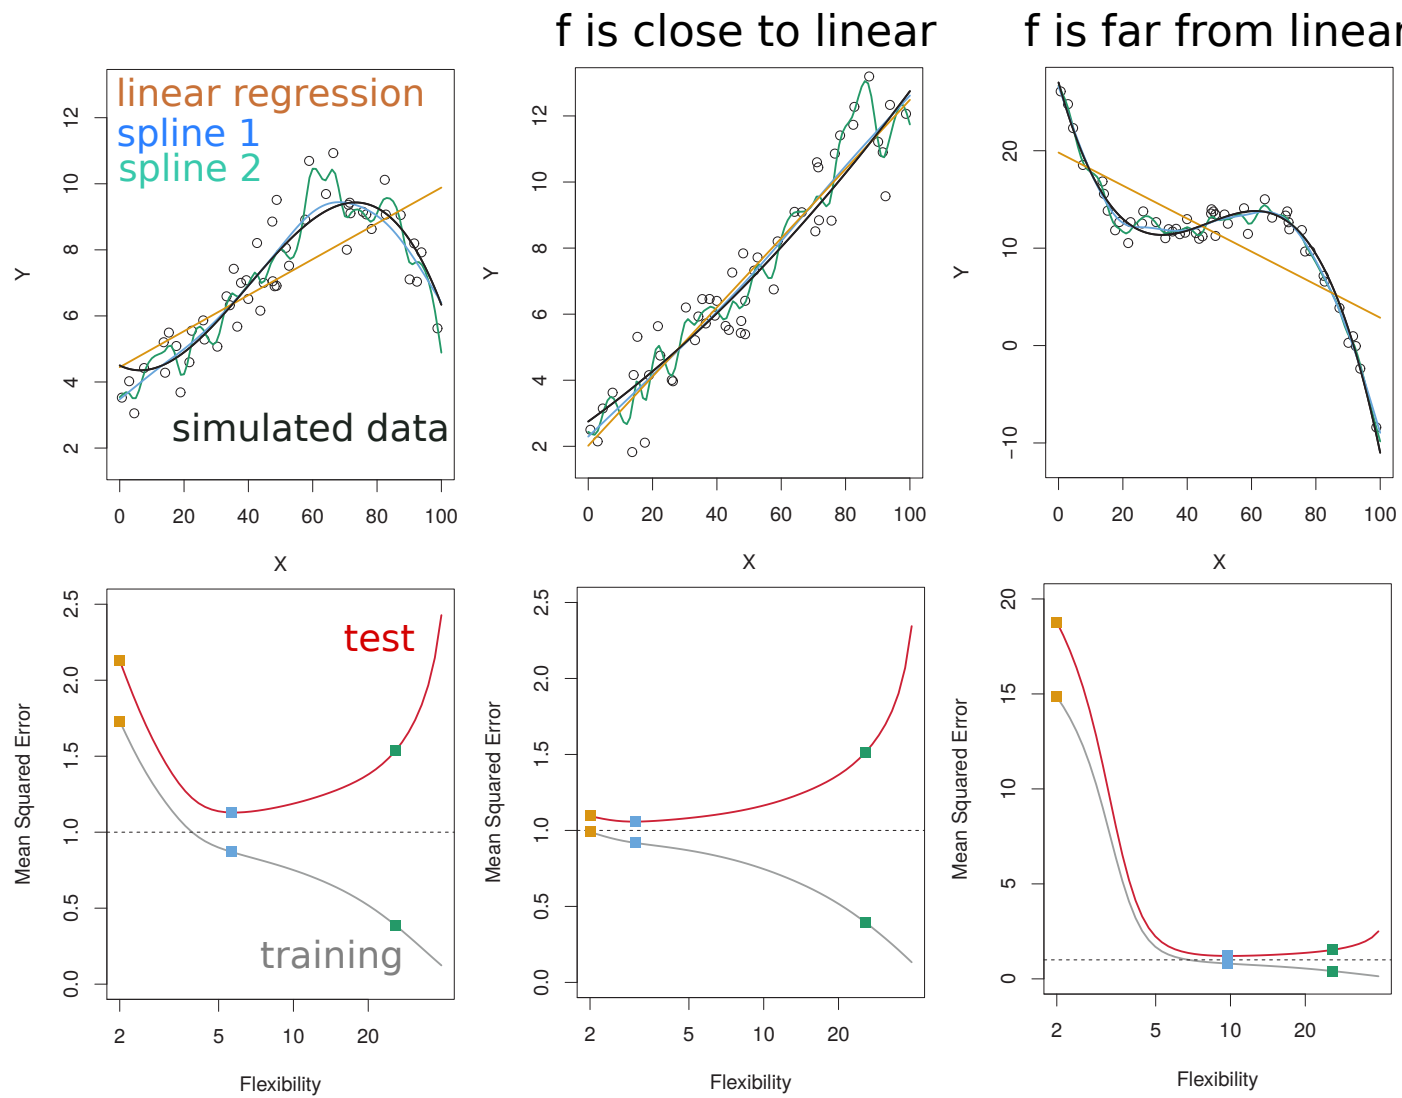 f is close to linear
f is far from linear
linear regression
spline 1
spline 2
simulated data
Y
2 4 6 8 10 12
0 20 40 60 80 100
X
Y
2 4 6 8 10 12
0 20 40 60 80 100
X
Y
−10 0 10 20
0 20 40 60 80 100
X
test
training
Mean Squared Error
0.0 0.5 1.0 1.5 2.0 2.5
2 5 10 20
Flexibility
Mean Squared Error
0.0 0.5 1.0 1.5 2.0 2.5
2 5 10 20
Flexibility
Mean Squared Error
0 5 10 15 20
2 5 10 20
Flexibility